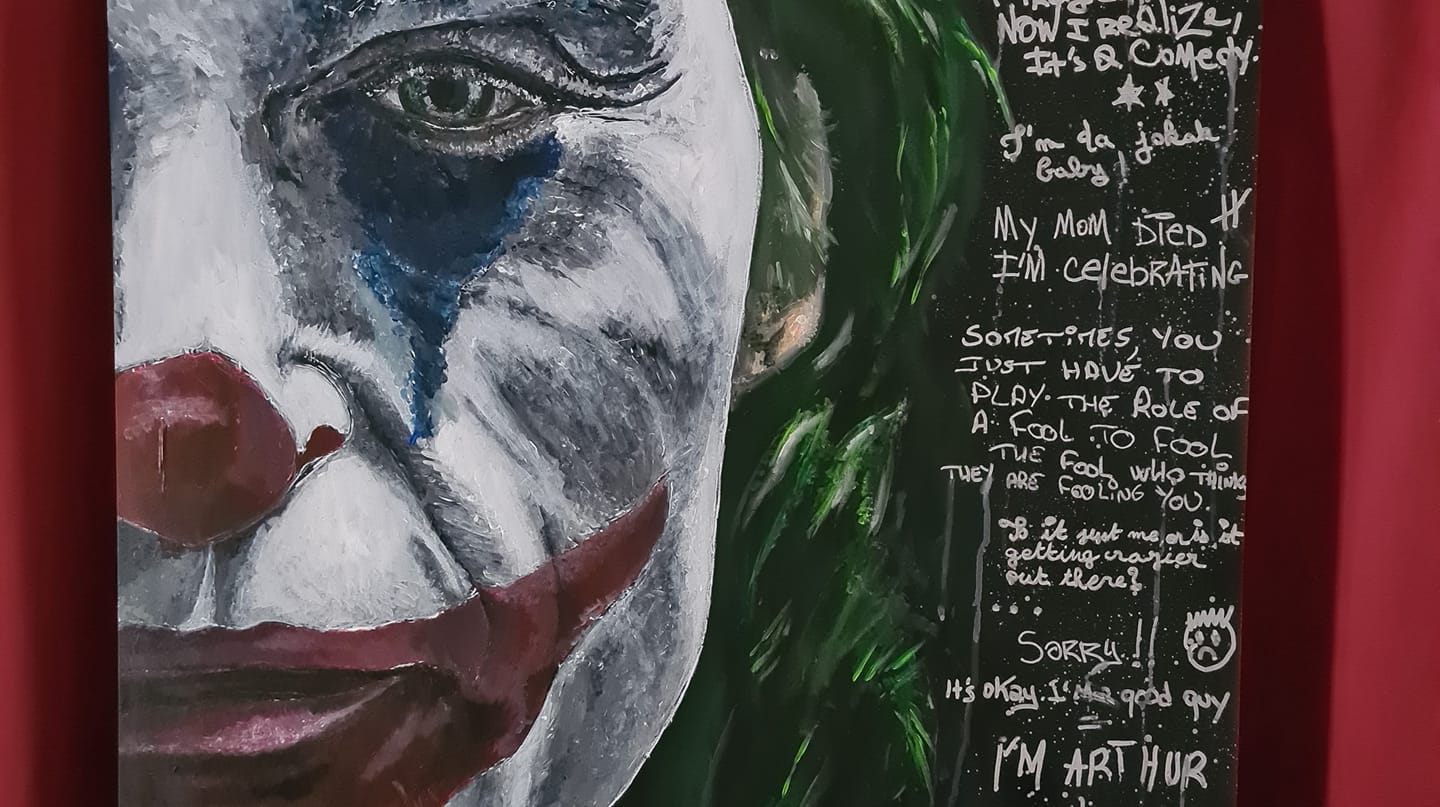 NOW I REALiZe,
It's a Comedy.
I'm da jokah
baby!
MY MOM DIED
I'M CelebRATING
SOMETIMES, YOU
JUST HAVE TO
PLAY THE ROLE OF
A FOOL TO FOOL
THE FOOL WHO THINKS
THEY ARE FOOLING YOU.
Is it just me or is it
getting crazier
out there?
...
SORRY!!
It's okay. I'm a good guy
I'M ARTHUR